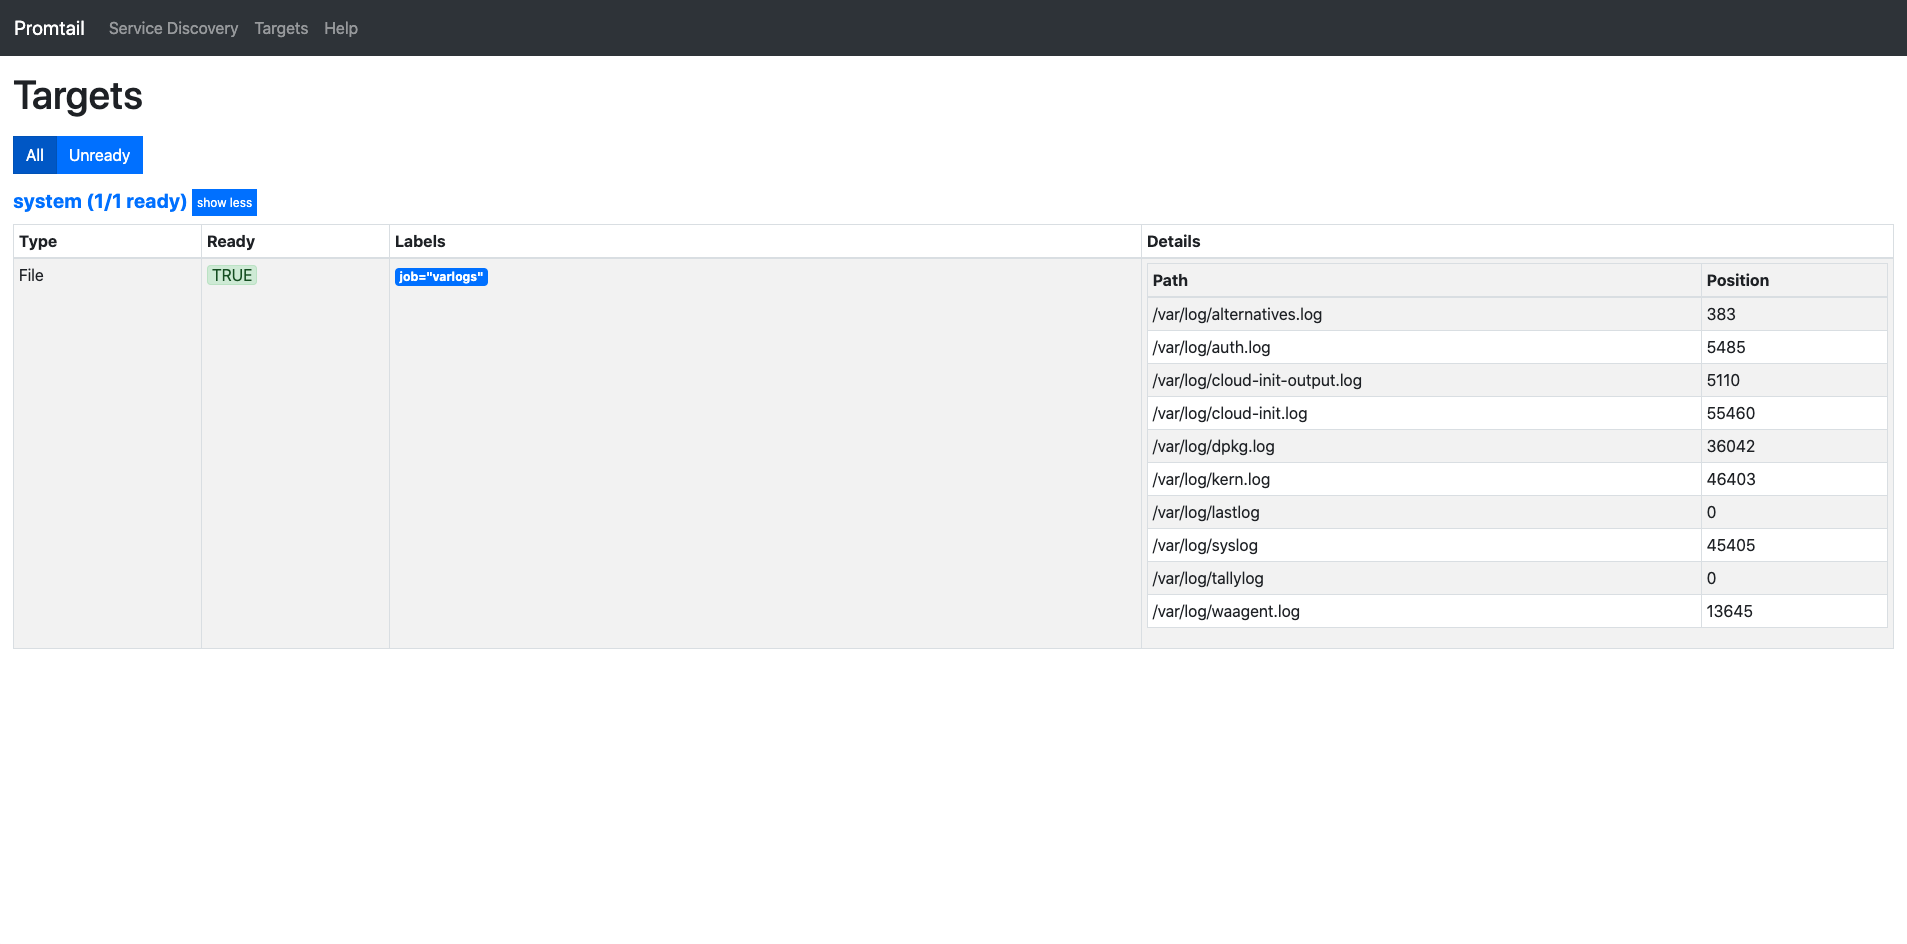 Promtail Service Discovery Targets Help
Targets
All Unready
system (1/1 ready) show less
Type Ready Labels Details
File TRUE job="varlogs"
Path Position
/var/log/alternatives.log 383
/var/log/auth.log 5485
/var/log/cloud-init-output.log 5110
/var/log/cloud-init.log 55460
/var/log/dpkg.log 36042
/var/log/kern.log 46403
/var/log/lastlog 0
/var/log/syslog 45405
/var/log/tallylog 0
/var/log/waagent.log 13645